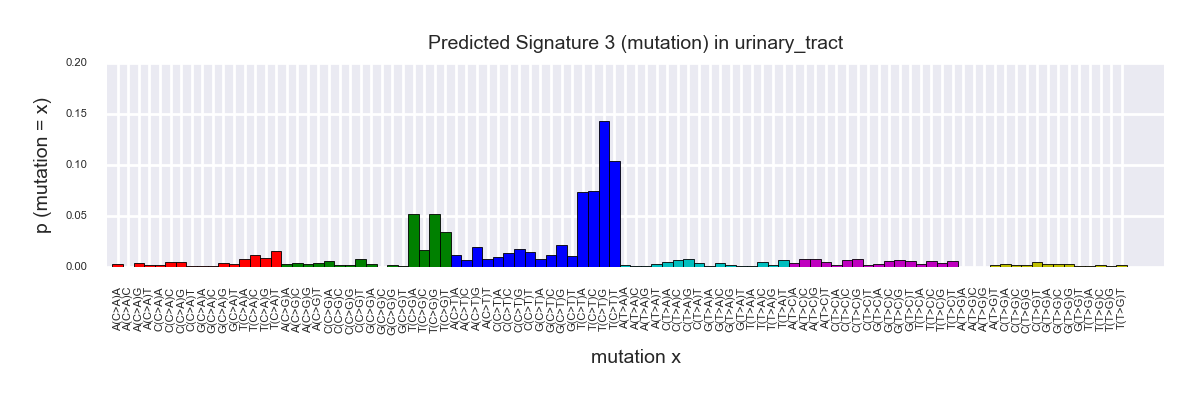 Predicted Signature 3 (mutation) in urinary_tract
0.20
0.15
0.10
0.05
0.00
p (mutation = x)
A(C>A)A
A(C>A)C
A(C>A)G
A(C>A)T
C(C>A)A
C(C>A)C
C(C>A)G
C(C>A)T
G(C>A)A
G(C>A)C
G(C>A)G
G(C>A)T
T(C>A)A
T(C>A)C
T(C>A)G
T(C>A)T
A(C>G)A
A(C>G)C
A(C>G)G
A(C>G)T
C(C>G)A
C(C>G)C
C(C>G)G
C(C>G)T
G(C>G)A
G(C>G)C
G(C>G)G
G(C>G)T
T(C>G)A
T(C>G)C
T(C>G)G
T(C>G)T
A(C>T)A
A(C>T)C
A(C>T)G
A(C>T)T
C(C>T)A
C(C>T)C
C(C>T)G
C(C>T)T
G(C>T)A
G(C>T)C
G(C>T)G
G(C>T)T
T(C>T)A
T(C>T)C
T(C>T)G
T(C>T)T
A(T>A)A
A(T>A)C
A(T>A)G
A(T>A)T
C(T>A)A
C(T>A)C
C(T>A)G
C(T>A)T
G(T>A)A
G(T>A)C
G(T>A)G
G(T>A)T
T(T>A)A
T(T>A)C
T(T>A)G
T(T>A)T
A(T>C)A
A(T>C)C
A(T>C)G
A(T>C)T
C(T>C)A
C(T>C)C
C(T>C)G
C(T>C)T
G(T>C)A
G(T>C)C
G(T>C)G
G(T>C)T
T(T>C)A
T(T>C)C
T(T>C)G
T(T>C)T
A(T>G)A
A(T>G)C
A(T>G)G
A(T>G)T
C(T>G)A
C(T>G)C
C(T>G)G
C(T>G)T
G(T>G)A
G(T>G)C
G(T>G)G
G(T>G)T
T(T>G)A
T(T>G)C
T(T>G)G
T(T>G)T
mutation x